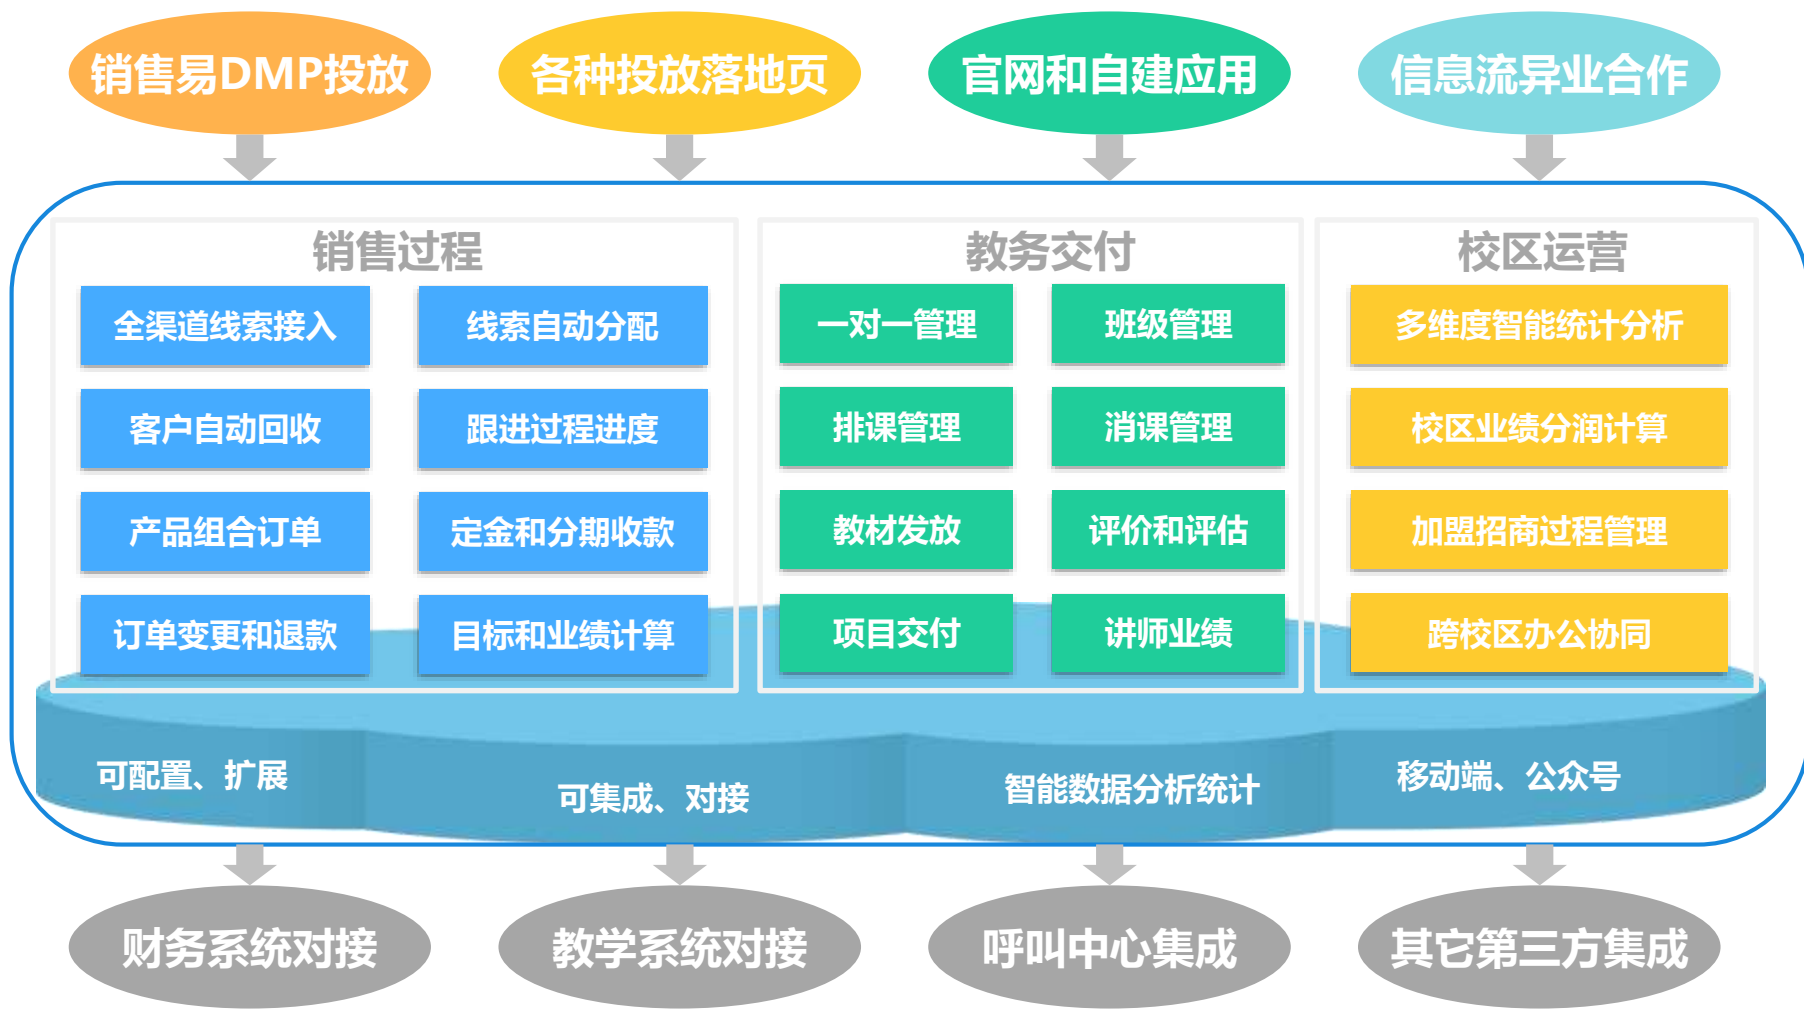 销售易DMP投放
各种投放落地页
官网和自建应用
信息流异业合作
销售过程
全渠道线索接入
线索自动分配
客户自动回收
跟进过程进度
产品组合订单
定金和分期收款
订单变更和退款
目标和业绩计算
教务交付
一对一管理
班级管理
排课管理
消课管理
教材发放
评价和评估
项目交付
讲师业绩
校区运营
多维度智能统计分析
校区业绩分润计算
加盟招商过程管理
跨校区办公协同
可配置、扩展
可集成、对接
智能数据分析统计
移动端、公众号
财务系统对接
教学系统对接
呼叫中心集成
其它第三方集成